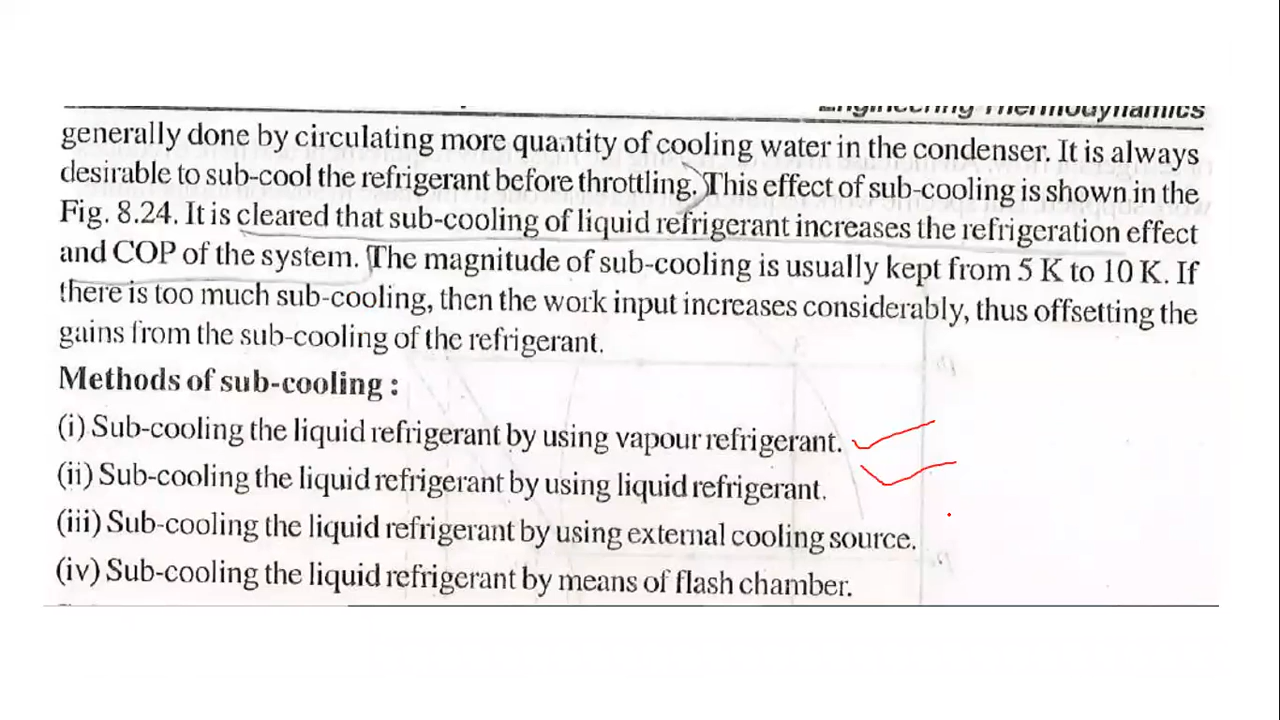 Engineering Thermodynamics
generally done by circulating more quantity of cooling water in the condenser. It is always
desirable to sub-cool the refrigerant before throttling. This effect of sub-cooling is shown in the
Fig. 8.24. It is cleared that sub-cooling of liquid refrigerant increases the refrigeration effect
and COP of the system. The magnitude of sub-cooling is usually kept from 5 K to 10 K. If
there is too much sub-cooling, then the work input increases considerably, thus offsetting the
gains from the sub-cooling of the refrigerant.
Methods of sub-cooling :
(i) Sub-cooling the liquid refrigerant by using vapour refrigerant.
(ii) Sub-cooling the liquid refrigerant by using liquid refrigerant.
(iii) Sub-cooling the liquid refrigerant by using external cooling source.
(iv) Sub-cooling the liquid refrigerant by means of flash chamber.